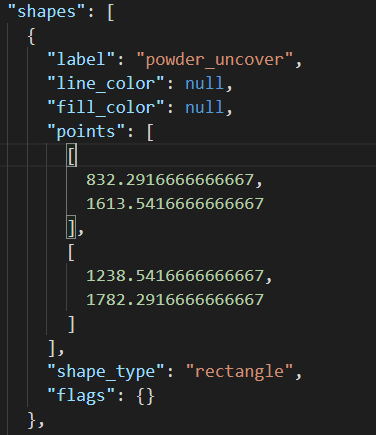 "shapes": [
{
"label": "powder_uncover",
"line_color": null,
"fill_color": null,
"points": [
[
832.2916666666667,
1613.5416666666667
],
[
1238.5416666666667,
1782.2916666666667
]
],
"shape_type": "rectangle",
"flags": {}
},